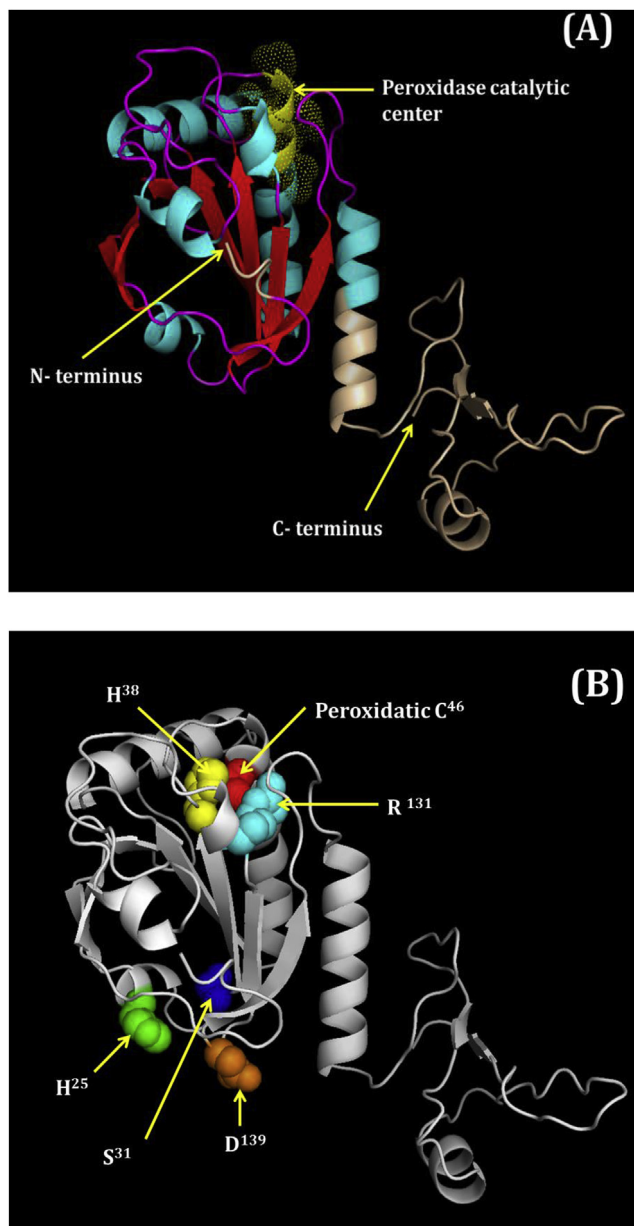 (A)
Peroxidase catalytic
center
N- terminus
C- terminus
(B)
H³⁸
Peroxidatic C⁴⁶
R ¹³¹
H²⁵
S³¹
D¹³⁹